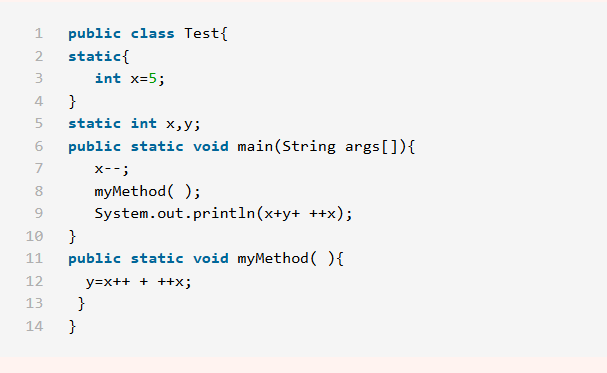 1 public class Test{
2 static{
3 int x=5;
4 }
5 static int x,y;
6 public static void main(String args[]){
7 x--;
8 myMethod( );
9 System.out.println(x+y+ ++x);
10 }
11 public static void myMethod( ){
12 y=x++ + ++x;
13 }
14 }